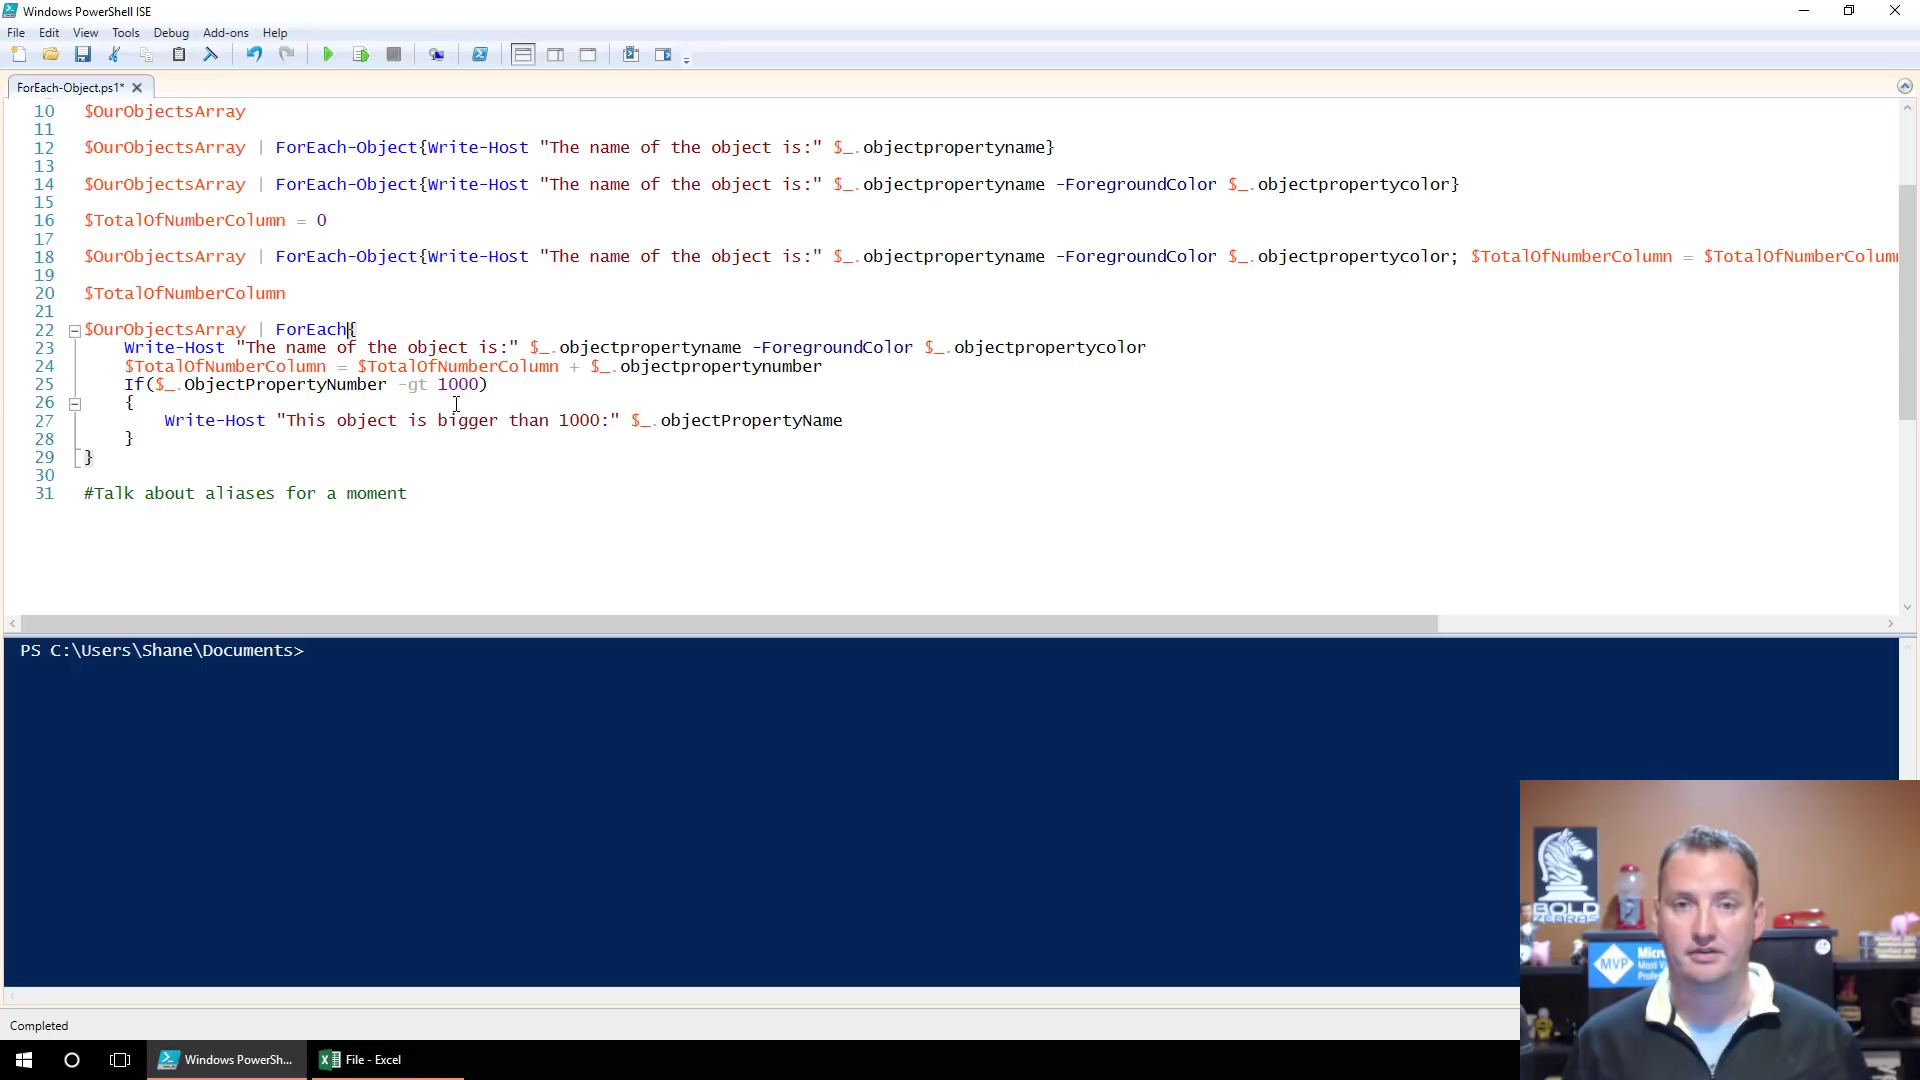 Windows PowerShell ISE
File Edit View Tools Debug Add-ons Help
ForEach-Object.ps1*
10 $OurObjectsArray
11
12 $OurObjectsArray | ForEach-Object{Write-Host "The name of the object is:" $_.objectpropertyname}
13
14 $OurObjectsArray | ForEach-Object{Write-Host "The name of the object is:" $_.objectpropertyname -ForegroundColor $_.objectpropertycolor}
15
16 $TotalOfNumberColumn = 0
17
18 $OurObjectsArray | ForEach-Object{Write-Host "The name of the object is:" $_.objectpropertyname -ForegroundColor $_.objectpropertycolor; $TotalOfNumberColumn = $TotalOfNumberColum
19
20 $TotalOfNumberColumn
21
22 $OurObjectsArray | ForEach{
23 Write-Host "The name of the object is:" $_.objectpropertyname -ForegroundColor $_.objectpropertycolor
24 $TotalOfNumberColumn = $TotalOfNumberColumn + $_.objectpropertynumber
25 If($_.ObjectPropertyNumber -gt 1000)
26 {
27 Write-Host "This object is bigger than 1000:" $_.objectPropertyName
28 }
29 }
30
31 #Talk about aliases for a moment
PS C:\Users\Shane\Documents>
BOLD
ZEBRAS
MVP
Completed
Windows PowerSh...
File - Excel